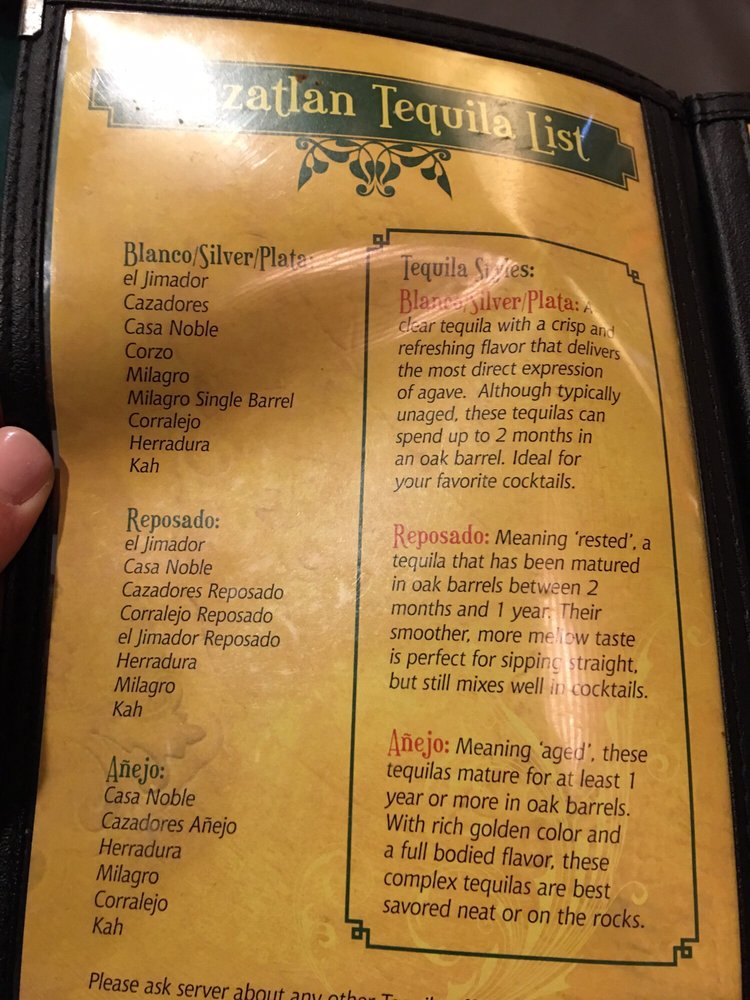 zatlan Tequila List
Blanco/Silver/Plata:
el Jimador
Cazadores
Casa Noble
Corzo
Milagro
Milagro Single Barrel
Corralejo
Herradura
Kah
Reposado:
el Jimador
Casa Noble
Cazadores Reposado
Corralejo Reposado
el Jimador Reposado
Herradura
Milagro
Kah
Añejo:
Casa Noble
Cazadores Añejo
Herradura
Milagro
Corralejo
Kah
Tequila Styles:
Blanco/Silver/Plata: A
clear tequila with a crisp and
refreshing flavor that delivers
the most direct expression
of agave. Although typically
unaged, these tequilas can
spend up to 2 months in
an oak barrel. Ideal for
your favorite cocktails.
Reposado: Meaning 'rested', a
tequila that has been matured
in oak barrels between 2
months and 1 year. Their
smoother, more mellow taste
is perfect for sipping straight,
but still mixes well in cocktails.
Añejo: Meaning 'aged', these
tequilas mature for at least 1
year or more in oak barrels.
With rich golden color and
a full bodied flavor, these
complex tequilas are best
savored neat or on the rocks.
Please ask server about any other